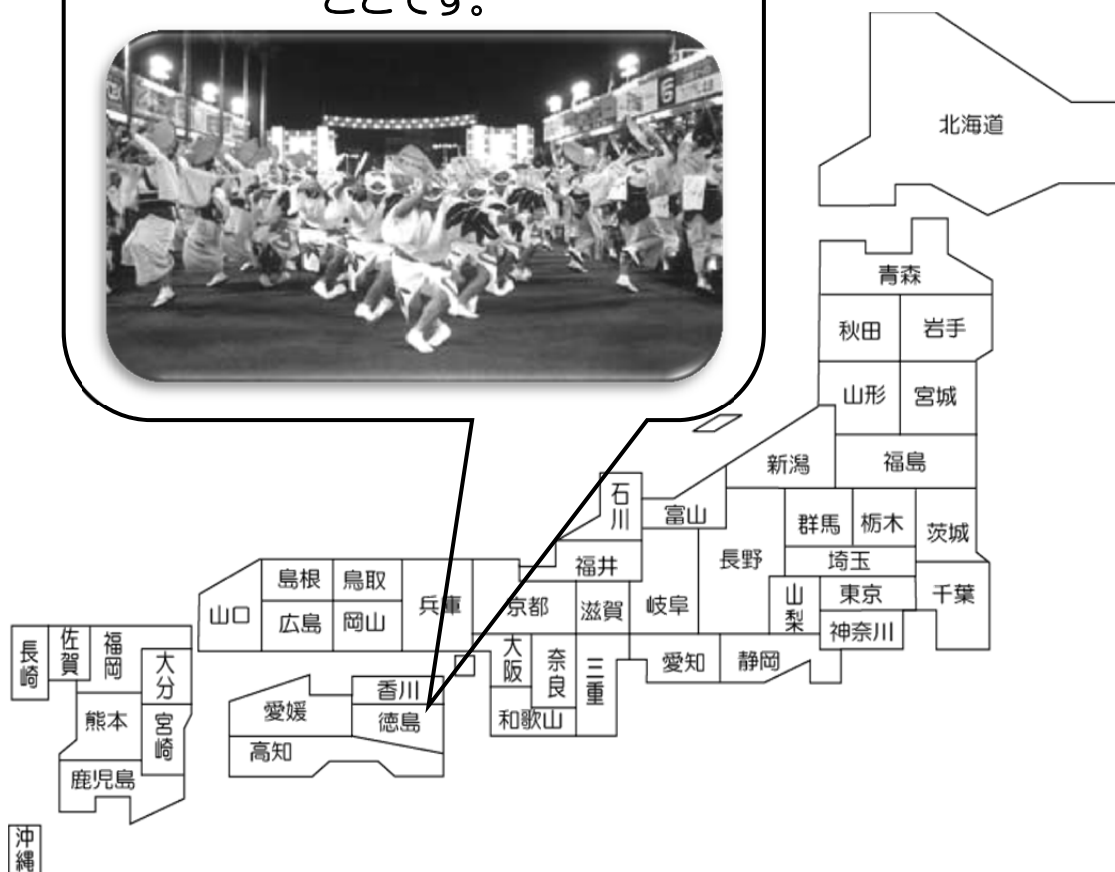 です。
北海道
青森
秋田
岩手
山形
宮城
新潟
福島
石川
富山
群馬
栃木
茨城
福井
長野
埼玉
島根
鳥取
兵庫
京都
滋賀
岐阜
山梨
東京
千葉
山口
広島
岡山
神奈川
長崎
佐賀
福岡
大分
大阪
奈良
三重
愛知
静岡
香川
愛媛
徳島
和歌山
熊本
宮崎
高知
鹿児島
沖縄